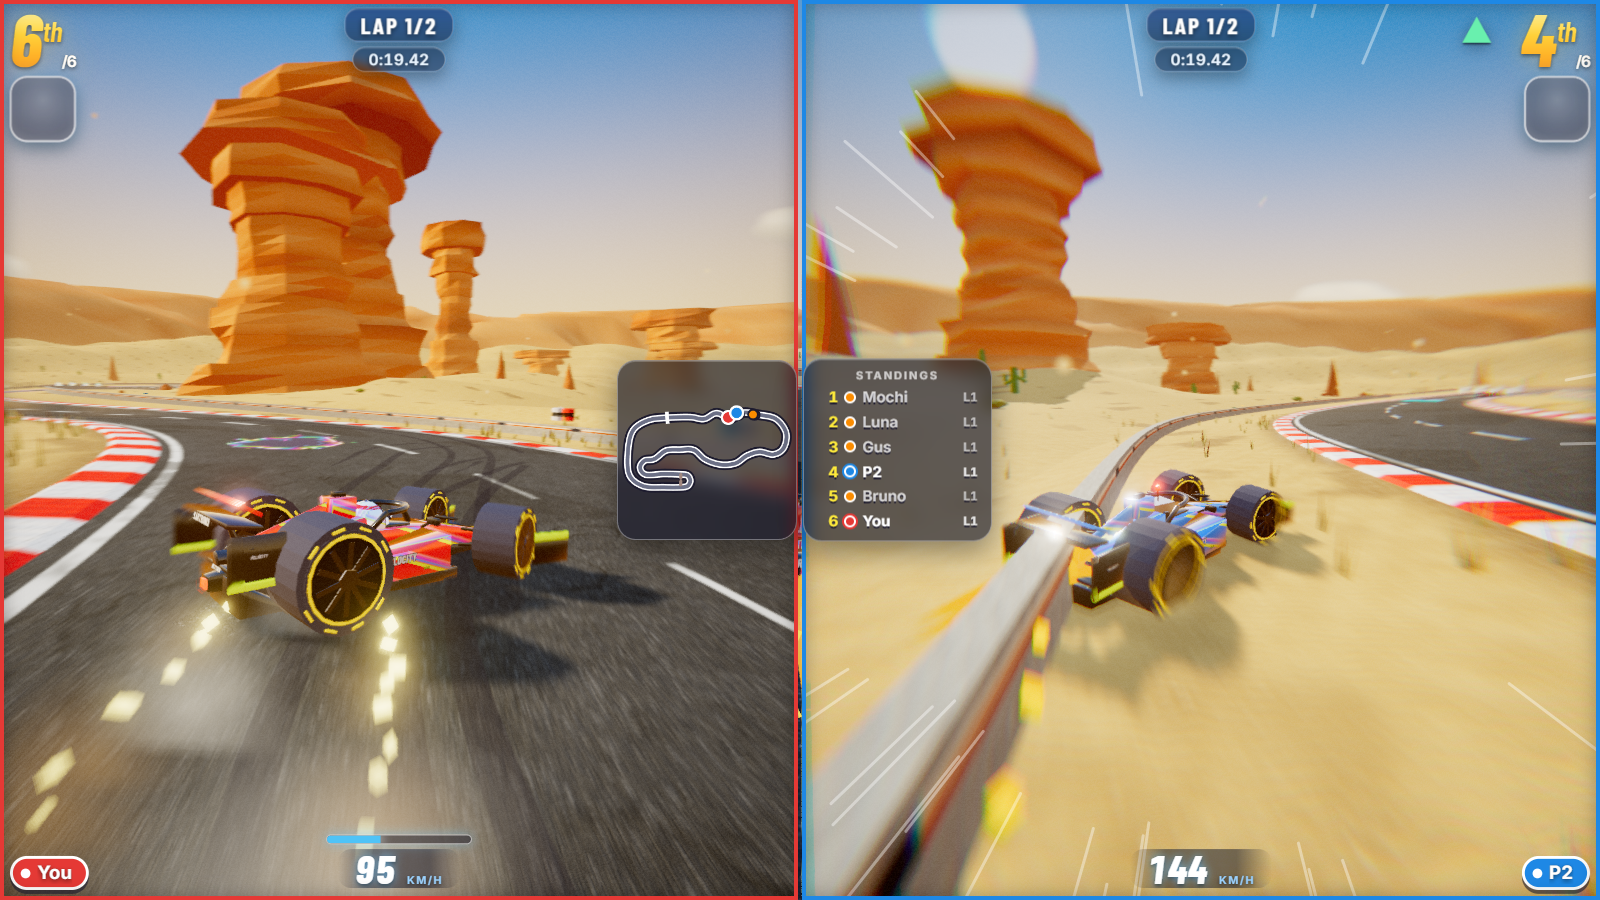 6th
/6
LAP 1/2
0:19.42
95 KM/H
You
LAP 1/2
0:19.42
4th
/6
STANDINGS
1 Mochi L1
2 Luna L1
3 Gus L1
4 P2 L1
5 Bruno L1
6 You L1
144 KM/H
P2